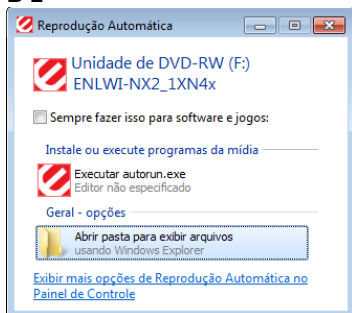 Reprodução Automática
Unidade de DVD-RW (F:)
ENLWI-NX2_1XN4x
Sempre fazer isso para software e jogos:
Instale ou execute programas da mídia
Executar autorun.exe
Editor não especificado
Geral - opções
Abrir pasta para exibir arquivos
usando Windows Explorer
Exibir mais opções de Reprodução Automática no
Painel de Controle